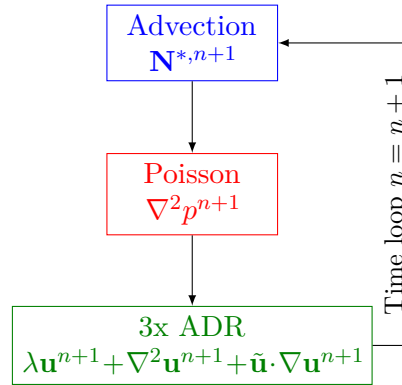 Advection
𝐍*,ⁿ⁺¹
Poisson
∇²pⁿ⁺¹
3x ADR
λ𝐮ⁿ⁺¹+∇²𝐮ⁿ⁺¹+𝐮̃·∇𝐮ⁿ⁺¹
Time loop n = n + 1